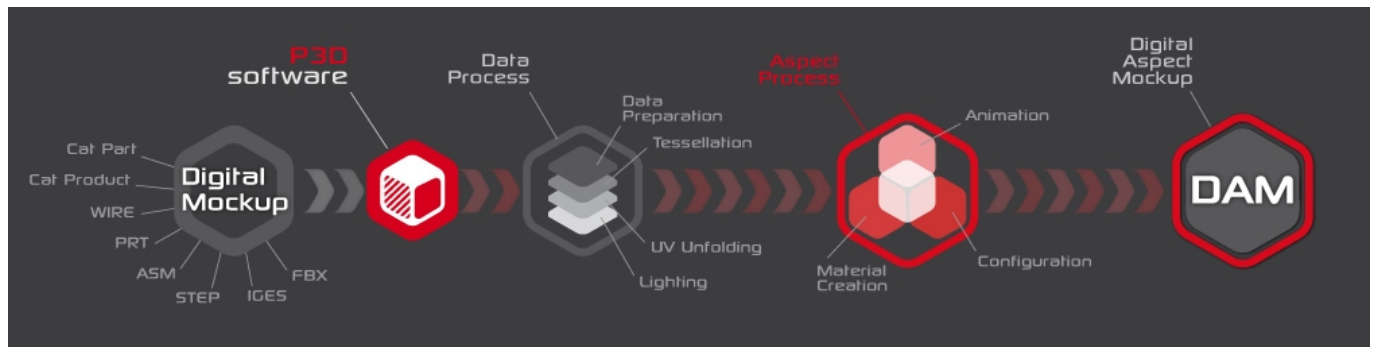 P3D
software
Cat Part
Cat Product
WIRE
PRT
ASM
STEP
IGES
FBX
Digital
Mockup
Data
Process
Data
Preparation
Tessellation
UV Unfolding
Lighting
Aspect
Process
Animation
Material
Creation
Configuration
Digital
Aspect
Mockup
DAM